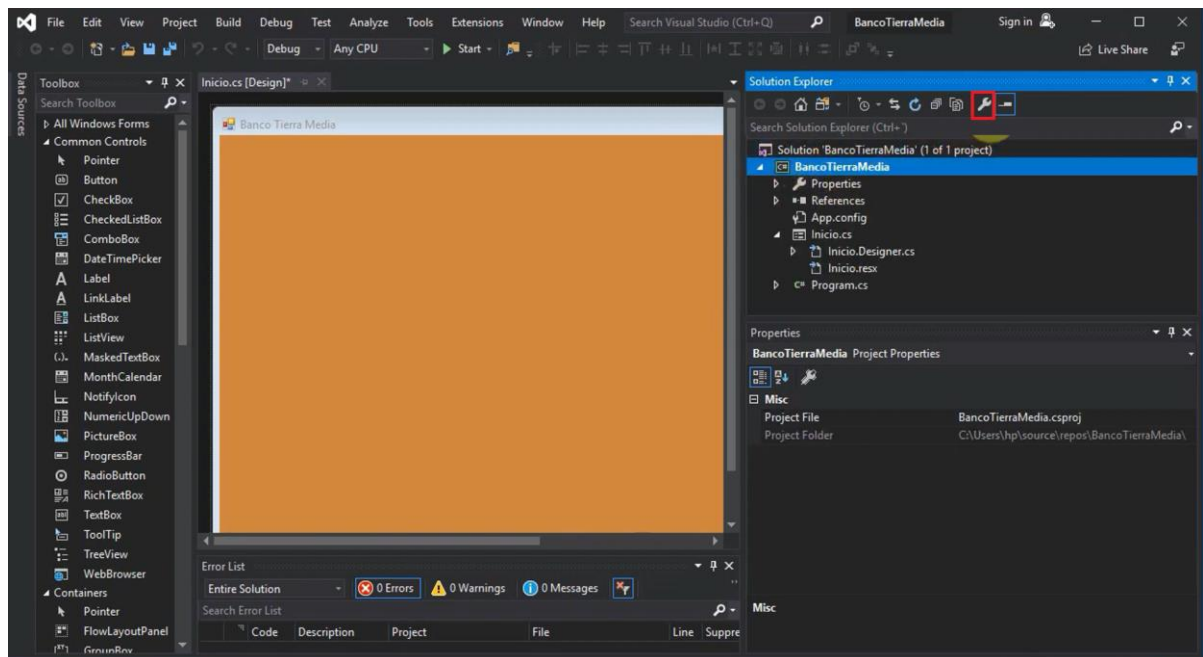 File Edit View Project Build Debug Test Analyze Tools Extensions Window Help Search Visual Studio (Ctrl+Q) BancoTierraMedia Sign in
Debug Any CPU Start Live Share
Data Sources
Toolbox
Search Toolbox
All Windows Forms
Common Controls
Pointer
Button
CheckBox
CheckedListBox
ComboBox
DateTimePicker
Label
LinkLabel
ListBox
ListView
MaskedTextBox
MonthCalendar
NotifyIcon
NumericUpDown
PictureBox
ProgressBar
RadioButton
RichTextBox
TextBox
ToolTip
TreeView
WebBrowser
Containers
Pointer
FlowLayoutPanel
GroupBox
Inicio.cs [Design]*
Banco Tierra Media
Error List
Entire Solution 0 Errors 0 Warnings 0 Messages
Search Error List
Code Description Project File Line Suppre
Solution Explorer
Search Solution Explorer (Ctrl+¨)
Solution 'BancoTierraMedia' (1 of 1 project)
BancoTierraMedia
Properties
References
App.config
Inicio.cs
Inicio.Designer.cs
Inicio.resx
Program.cs
Properties
BancoTierraMedia Project Properties
Misc
Project File BancoTierraMedia.csproj
Project Folder C:\Users\hp\source\repos\BancoTierraMedia\
Misc